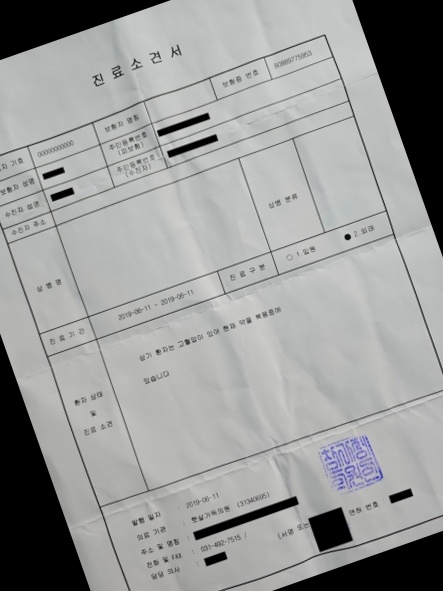 진료소견서
자 기호 00000000000 보험자 명칭 보험증 번호 80869775953
보험자 성명 주민등록번호 (피보험)
수진자 성명 주민등록번호 (수진자)
수진자 주소
상 병 명 상병 분류
진 료 기 간 2019-06-11 - 2019-06-11 진 료 구 분 ○ 1.입원 ● 2.외래
환자 상태
및
진료 소견
상기 환자는 고혈압이 있어 현재 약을 복용중에
있습니다
발행 일자 2019-06-11
의료 기관 : 햇살가득의원 (31340695)
주소 및 명칭 :
전화 및 FAX : 031-492-7515 / (서명 또는 면허 번호
담당 의사 :